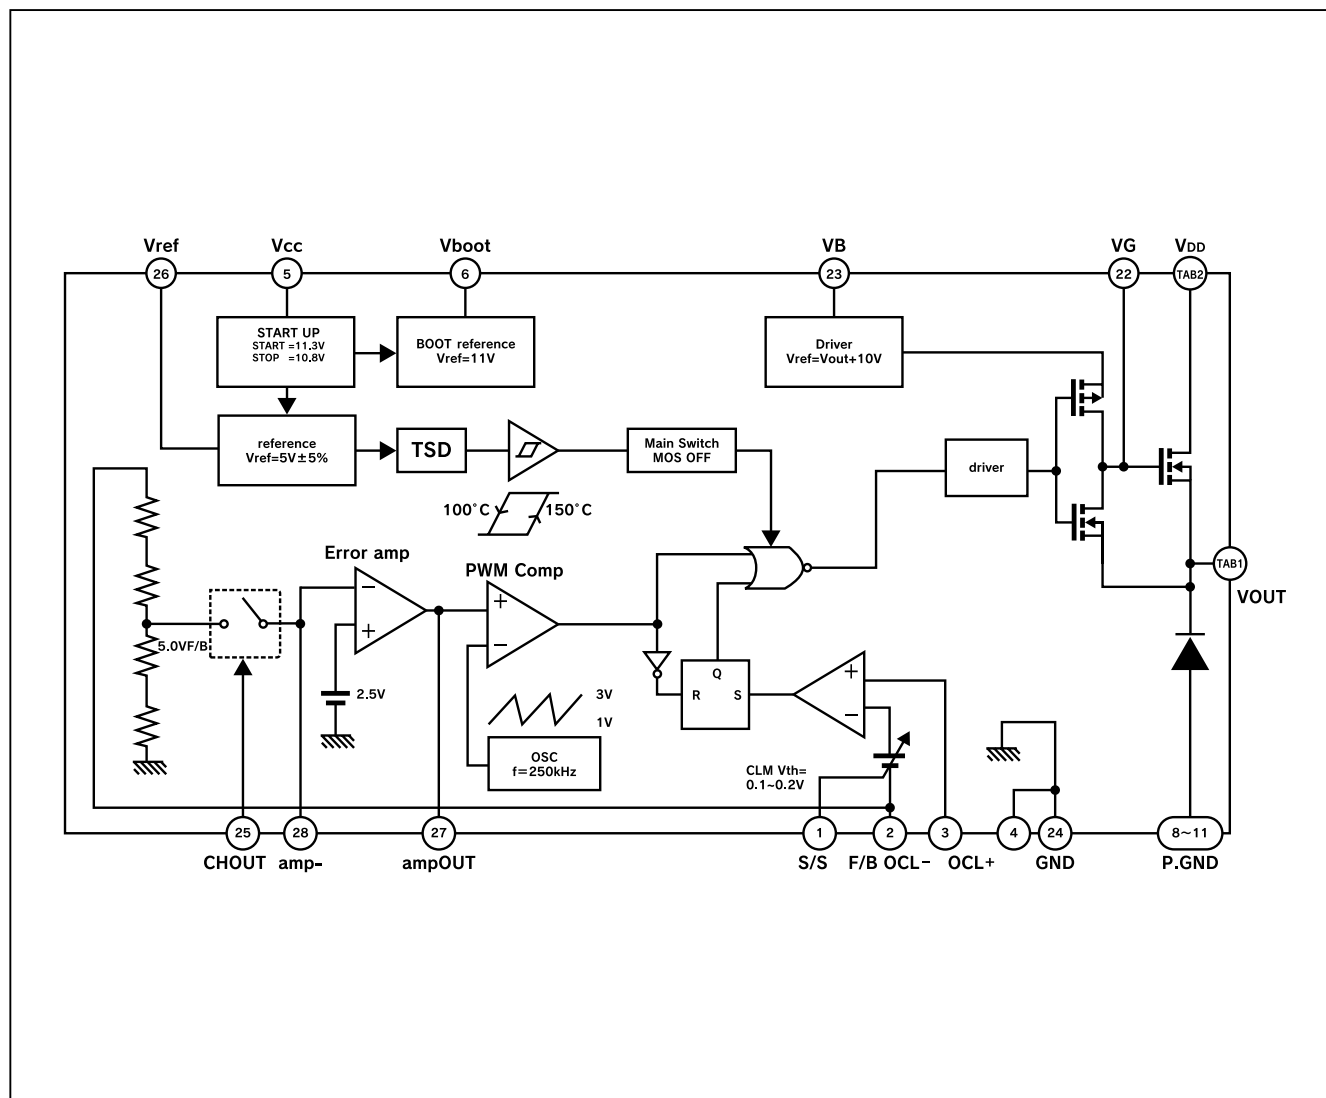 Vref
Vcc
Vboot
VB
VG
VDD
26
5
6
23
22
TAB2
START UP
START =11.3V
STOP =10.8V
BOOT reference
Vref=11V
Driver
Vref=Vout+10V
reference
Vref=5V±5%
TSD
Main Switch
MOS OFF
driver
100°C
150°C
Error amp
PWM Comp
TAB1
VOUT
5.0VF/B
2.5V
3V
1V
OSC
f=250kHz
Q
R
S
CLM Vth=
0.1~0.2V
25
28
27
1
2
3
4
24
8~11
CHOUT
amp-
ampOUT
S/S
F/B OCL-
OCL+
GND
P.GND